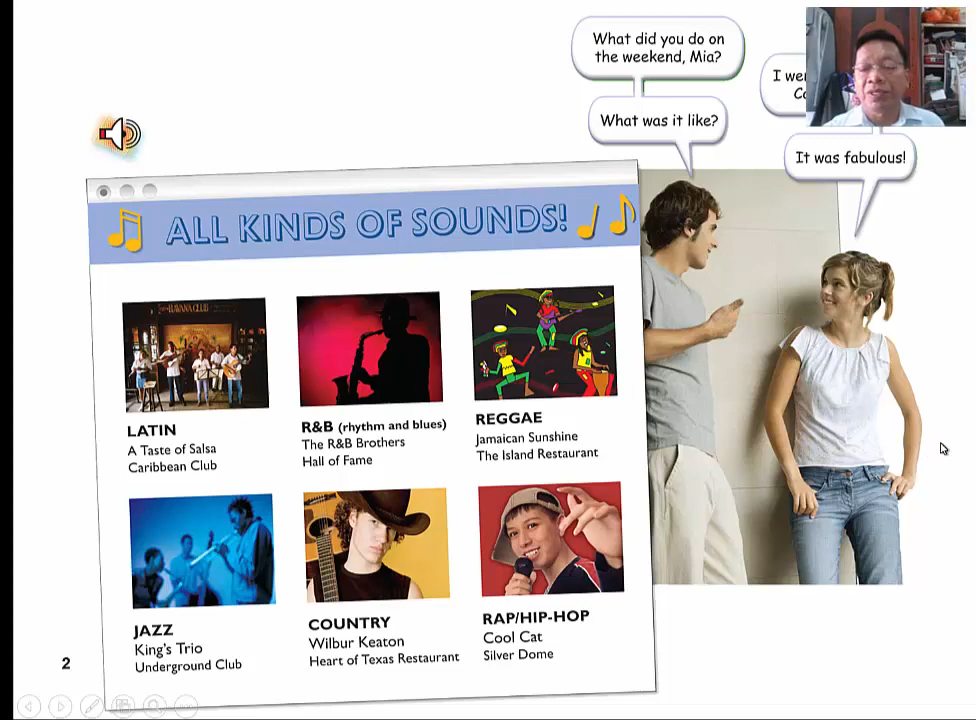 What did you do on
the weekend, Mia?
I we
What was it like?
It was fabulous!
ALL KINDS OF SOUNDS!
HAVANA CLUB
LATIN
A Taste of Salsa
Caribbean Club
R&B (rhythm and blues)
The R&B Brothers
Hall of Fame
REGGAE
Jamaican Sunshine
The Island Restaurant
JAZZ
King's Trio
Underground Club
COUNTRY
Wilbur Keaton
Heart of Texas Restaurant
RAP/HIP-HOP
Cool Cat
Silver Dome
2